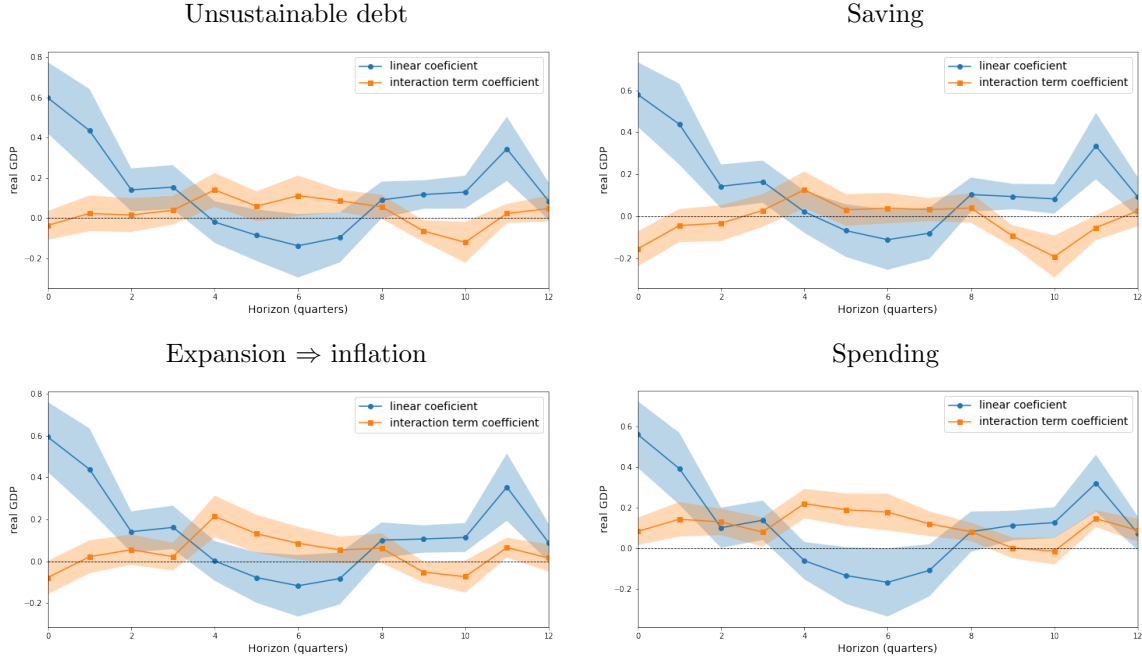 Unsustainable debt
real GDP
0.8
0.6
0.4
0.2
0.0
−0.2
0
2
4
6
8
10
12
Horizon (quarters)
linear coeficient
interaction term coefficient
Saving
real GDP
0.6
0.4
0.2
0.0
−0.2
0
2
4
6
8
10
12
Horizon (quarters)
linear coeficient
interaction term coefficient
Expansion ⇒ inflation
real GDP
0.8
0.6
0.4
0.2
0.0
−0.2
0
2
4
6
8
10
12
Horizon (quarters)
linear coeficient
interaction term coefficient
Spending
real GDP
0.6
0.4
0.2
0.0
−0.2
0
2
4
6
8
10
12
Horizon (quarters)
linear coeficient
interaction term coefficient